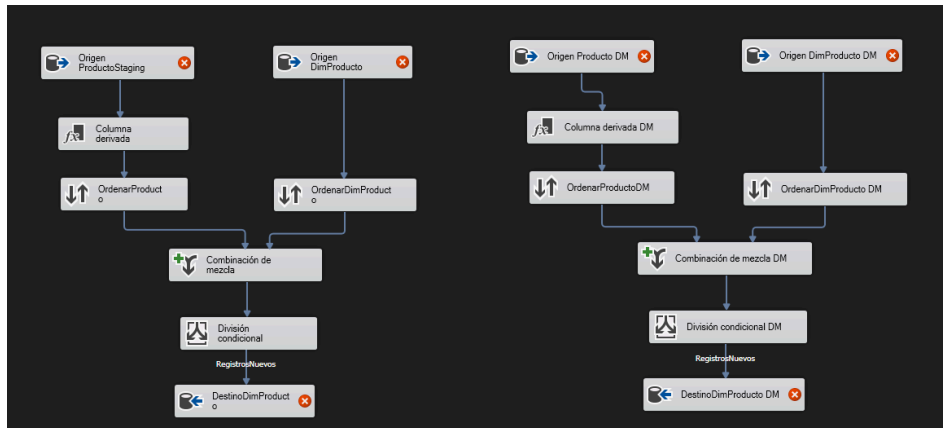 Origen
ProductoStaging
Origen
DimProducto
Columna
derivada
OrdenarProduct
o
OrdenarDimProduct
o
Combinación de
mezcla
División
condicional
RegistrosNuevos
DestinoDimProduct
o
Origen Producto DM
Origen DimProducto DM
Columna derivada DM
OrdenarProductoDM
OrdenarDimProducto DM
Combinación de mezcla DM
División condicional DM
RegistrosNuevos
DestinoDimProducto DM